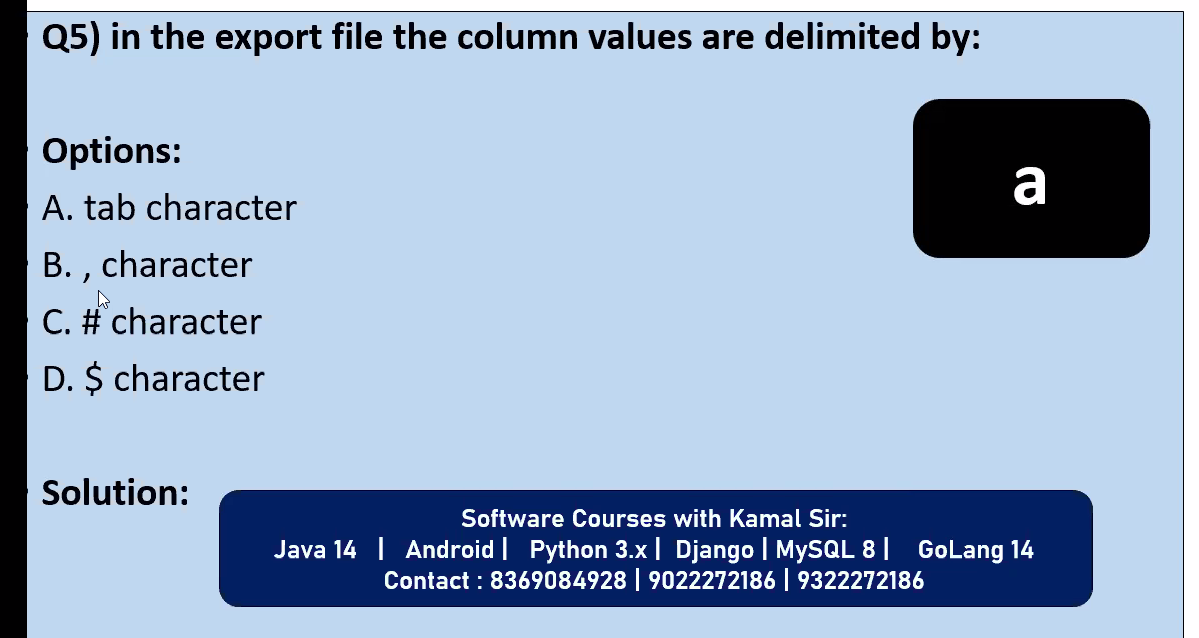 Q5) in the export file the column values are delimited by:
a
Options:
A. tab character
B. , character
C. # character
D. $ character
Solution:
Software Courses with Kamal Sir:
Java 14 | Android | Python 3.x | Django | MySQL 8 | GoLang 14
Contact : 8369084928 | 9022272186 | 9322272186